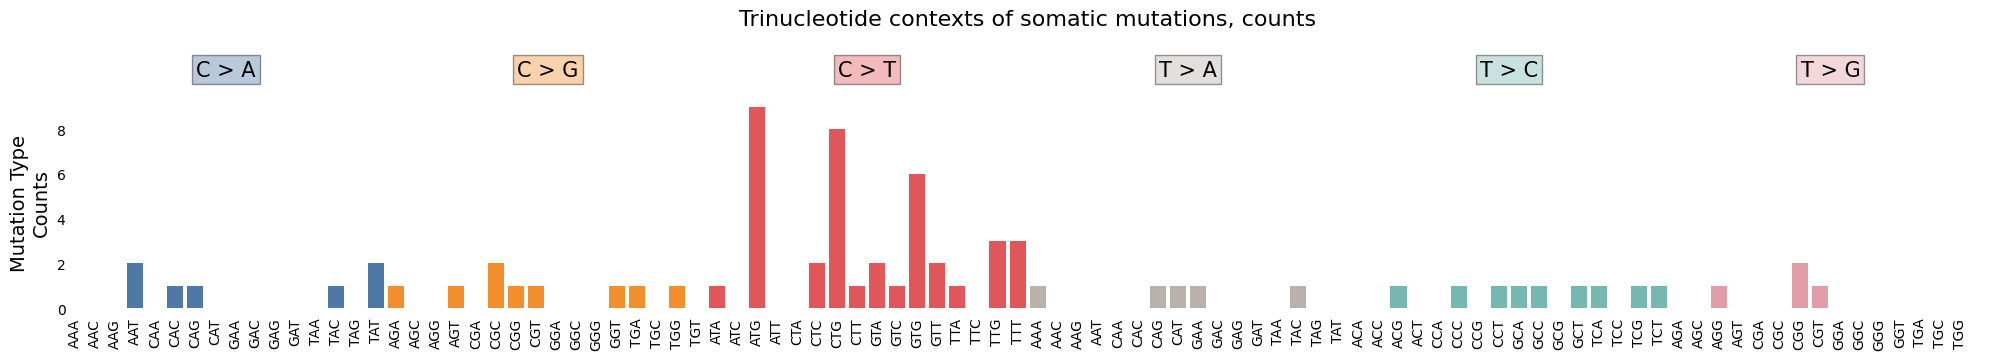 Trinucleotide contexts of somatic mutations, counts
C > A
C > G
C > T
T > A
T > C
T > G
Mutation Type
Counts
8
6
4
2
0
AAA
AAC
AAG
AAT
CAA
CAC
CAG
CAT
GAA
GAC
GAG
GAT
TAA
TAC
TAG
TAT
AGA
AGC
AGG
AGT
CGA
CGC
CGG
CGT
GGA
GGC
GGG
GGT
TGA
TGC
TGG
TGT
ATA
ATC
ATG
ATT
CTA
CTC
CTG
CTT
GTA
GTC
GTG
GTT
TTA
TTC
TTG
TTT
AAA
AAC
AAG
AAT
CAA
CAC
CAG
CAT
GAA
GAC
GAG
GAT
TAA
TAC
TAG
TAT
ACA
ACC
ACG
ACT
CCA
CCC
CCG
CCT
GCA
GCC
GCG
GCT
TCA
TCC
TCG
TCT
AGA
AGC
AGG
AGT
CGA
CGC
CGG
CGT
GGA
GGC
GGG
GGT
TGA
TGC
TGG